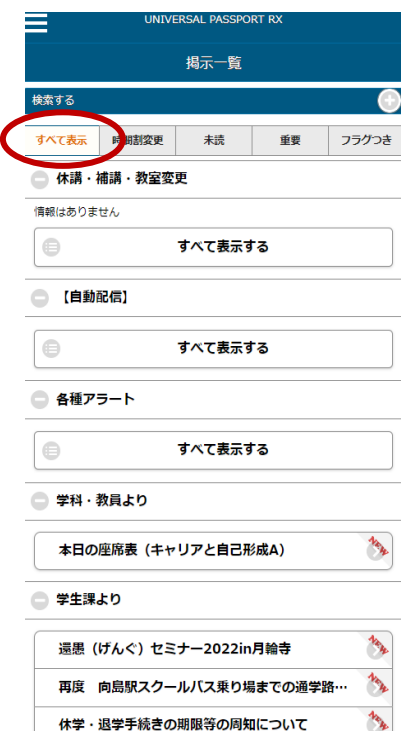 UNIVERSAL PASSPORT RX
掲示一覧
検索する
すべて表示 時間割変更 未読 重要 フラグつき
休講・補講・教室変更
情報はありません
すべて表示する
【自動配信】
すべて表示する
各種アラート
すべて表示する
学科・教員より
本日の座席表（キャリアと自己形成A） NEW
学生課より
還愚（げんぐ）セミナー2022in月輪寺 NEW
再度　向島駅スクールバス乗り場までの通学路… NEW
休学・退学手続きの期限等の周知について NEW